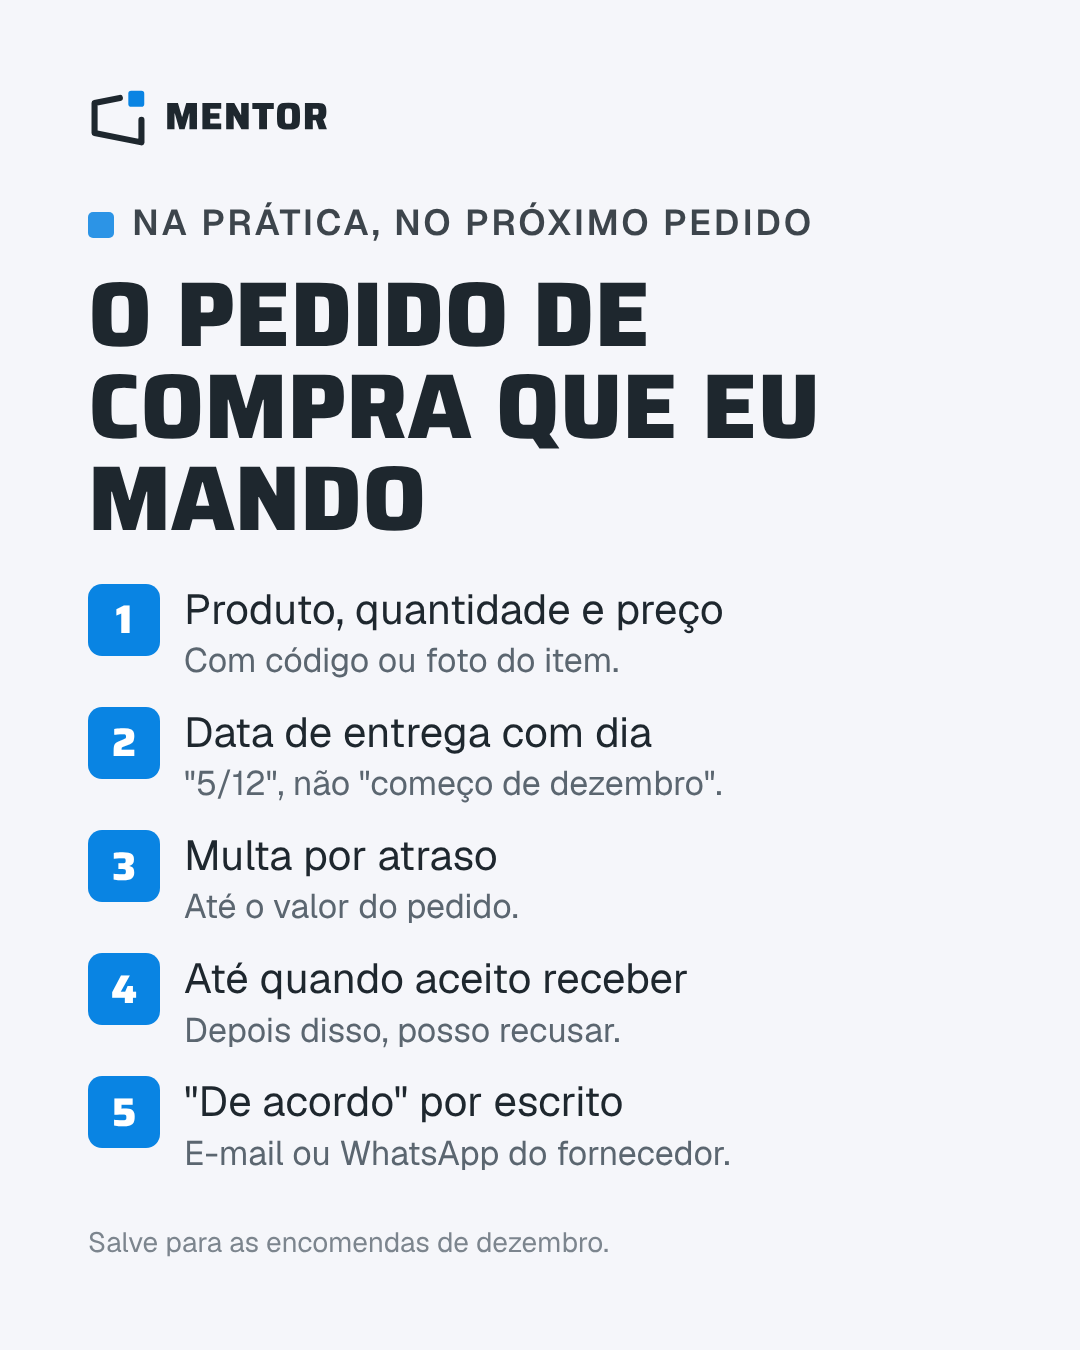 MENTOR
NA PRÁTICA, NO PRÓXIMO PEDIDO
O PEDIDO DE
COMPRA QUE EU
MANDO
1 Produto, quantidade e preço
Com código ou foto do item.
2 Data de entrega com dia
"5/12", não "começo de dezembro".
3 Multa por atraso
Até o valor do pedido.
4 Até quando aceito receber
Depois disso, posso recusar.
5 "De acordo" por escrito
E-mail ou WhatsApp do fornecedor.
Salve para as encomendas de dezembro.